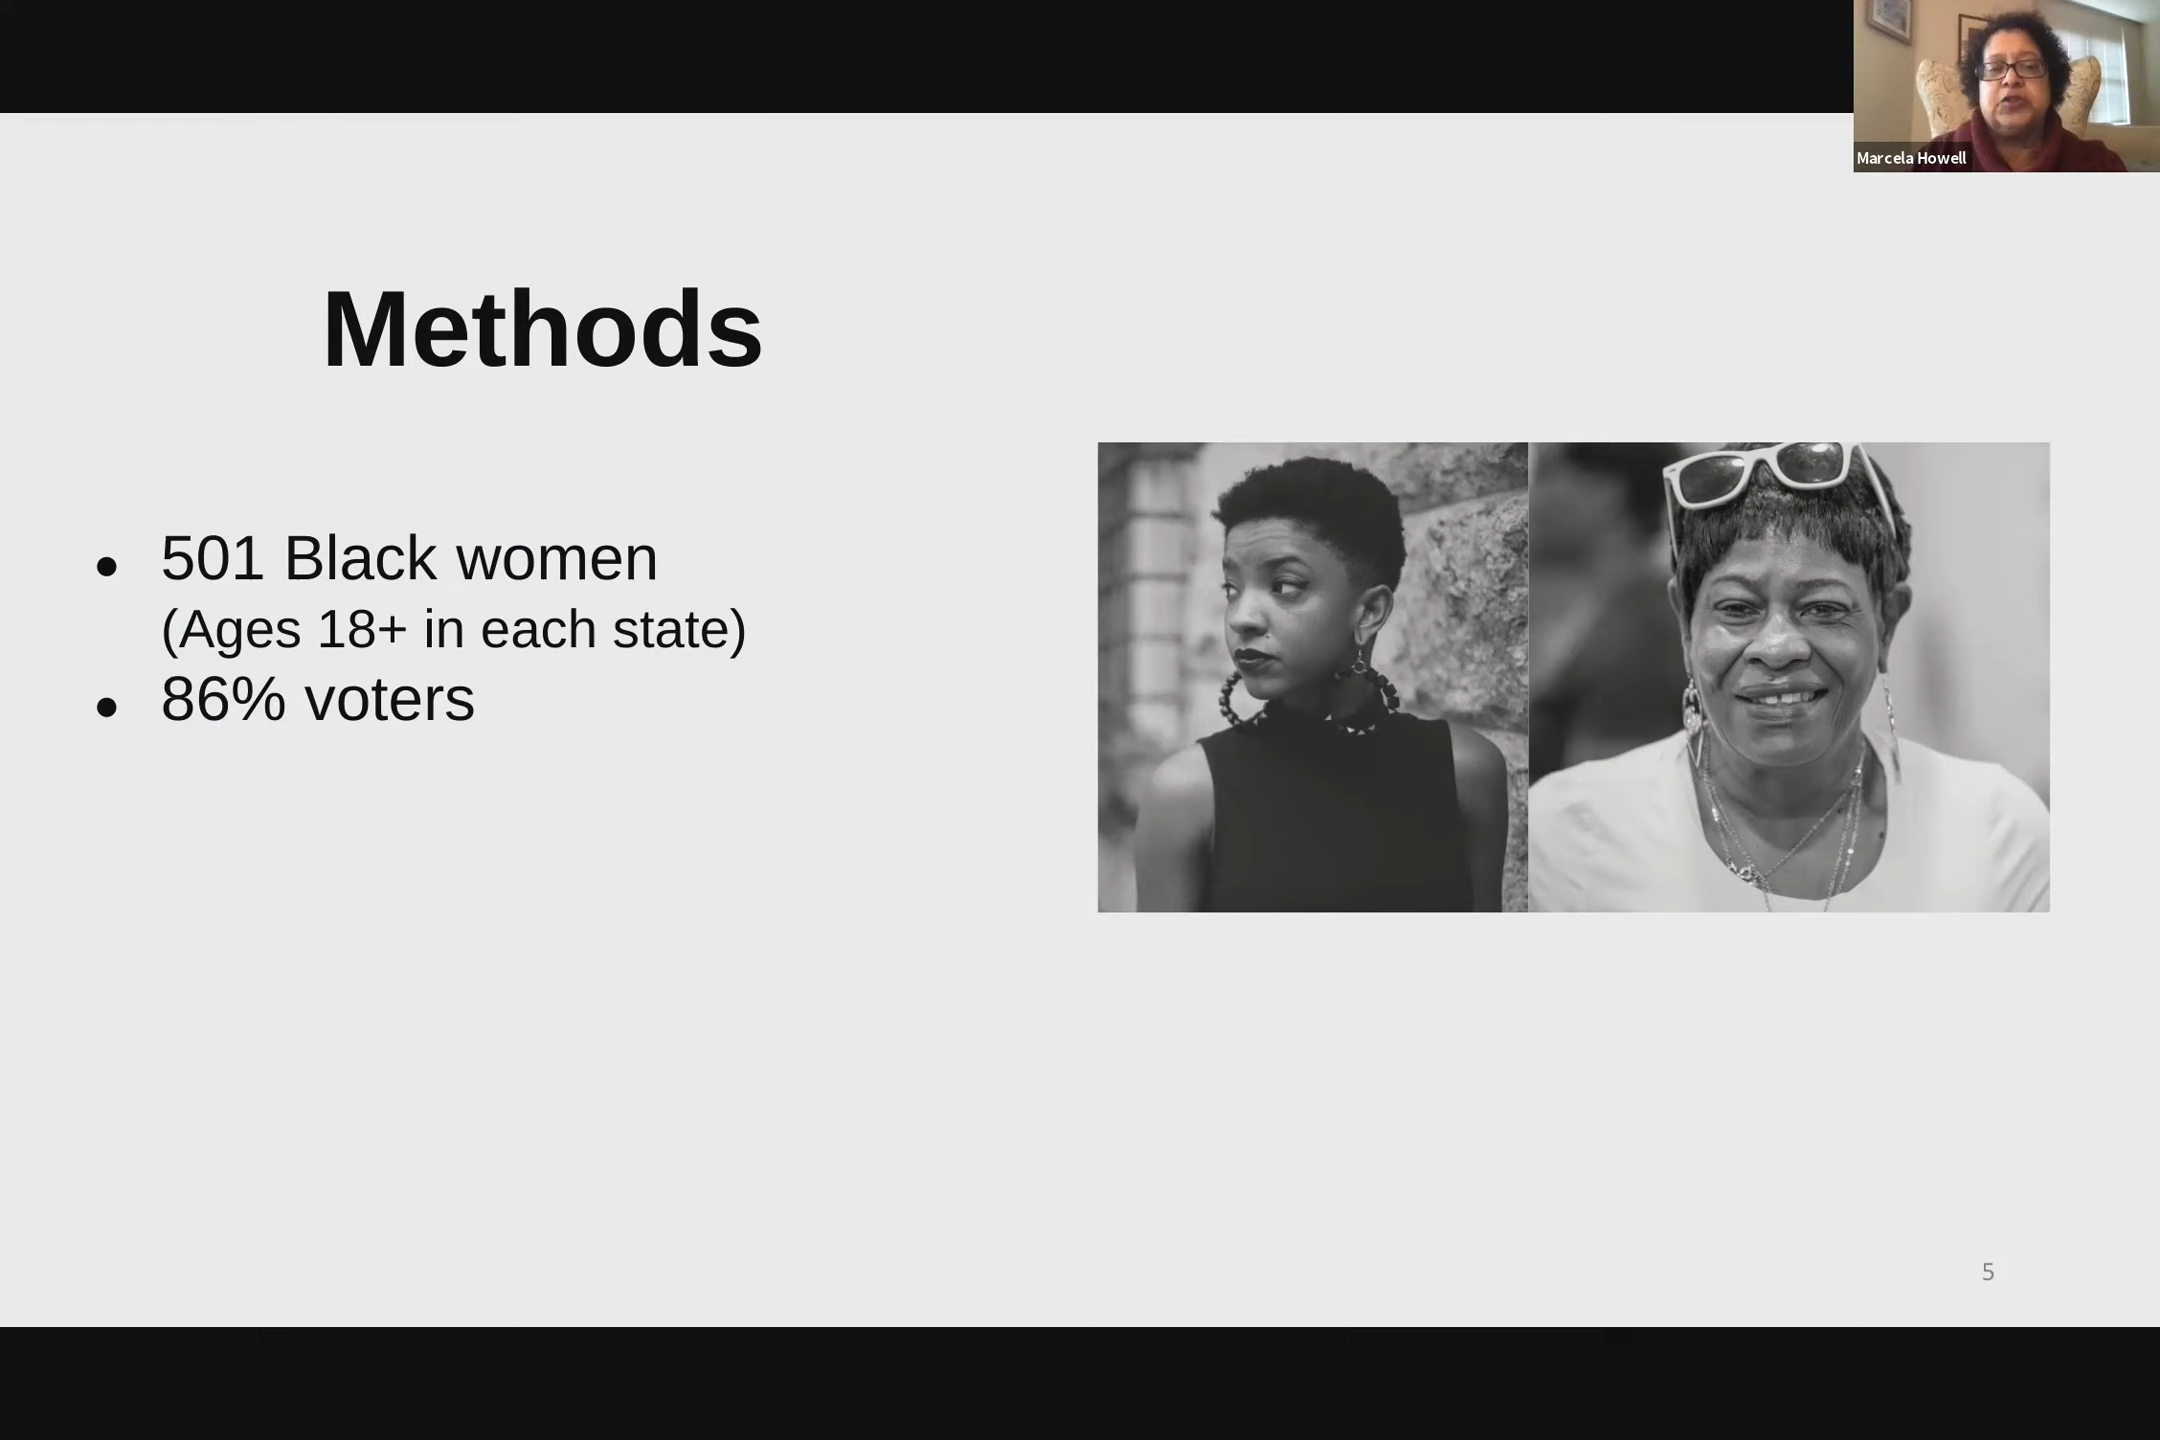 Marcela Howell
Methods
501 Black women
(Ages 18+ in each state)
86% voters
5